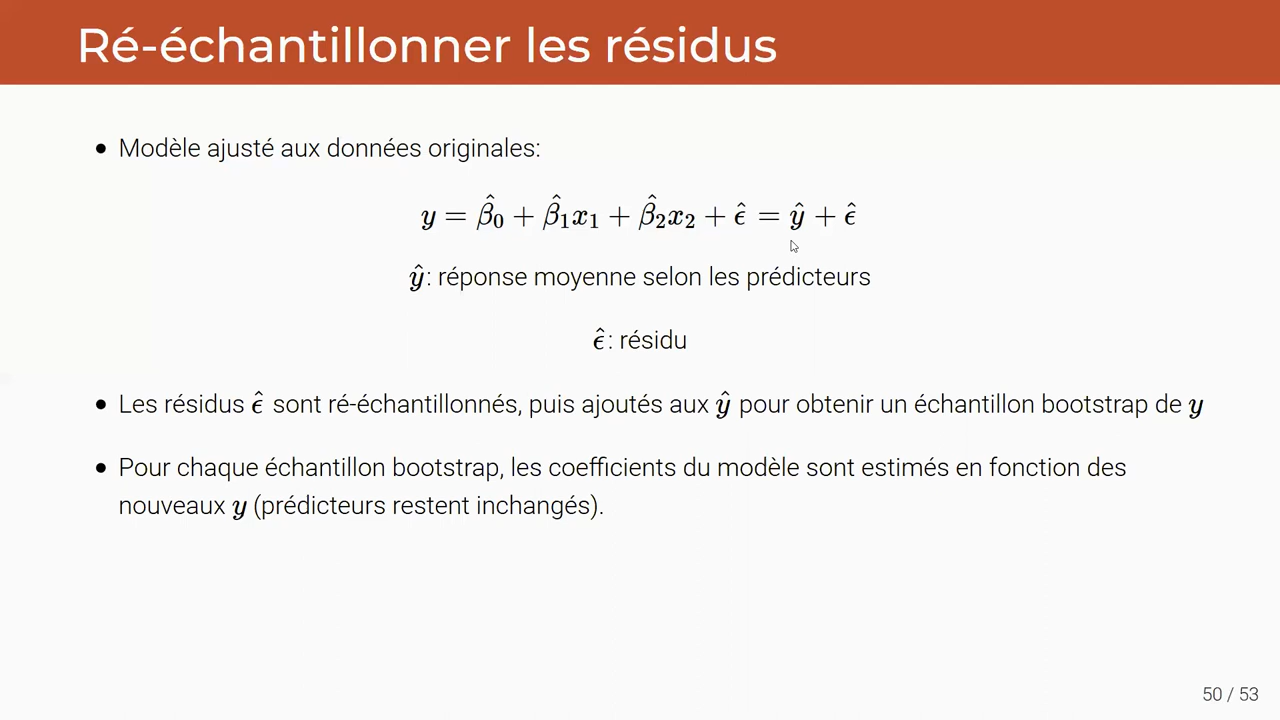 Ré-échantillonner les résidus
• Modèle ajusté aux données originales:
y = β̂₀ + β̂₁x₁ + β̂₂x₂ + ϵ̂ = ŷ + ϵ̂
ŷ: réponse moyenne selon les prédicteurs
ϵ̂: résidu
• Les résidus ϵ̂ sont ré-échantillonnés, puis ajoutés aux ŷ pour obtenir un échantillon bootstrap de y
• Pour chaque échantillon bootstrap, les coefficients du modèle sont estimés en fonction des
nouveaux y (prédicteurs restent inchangés).
50 / 53